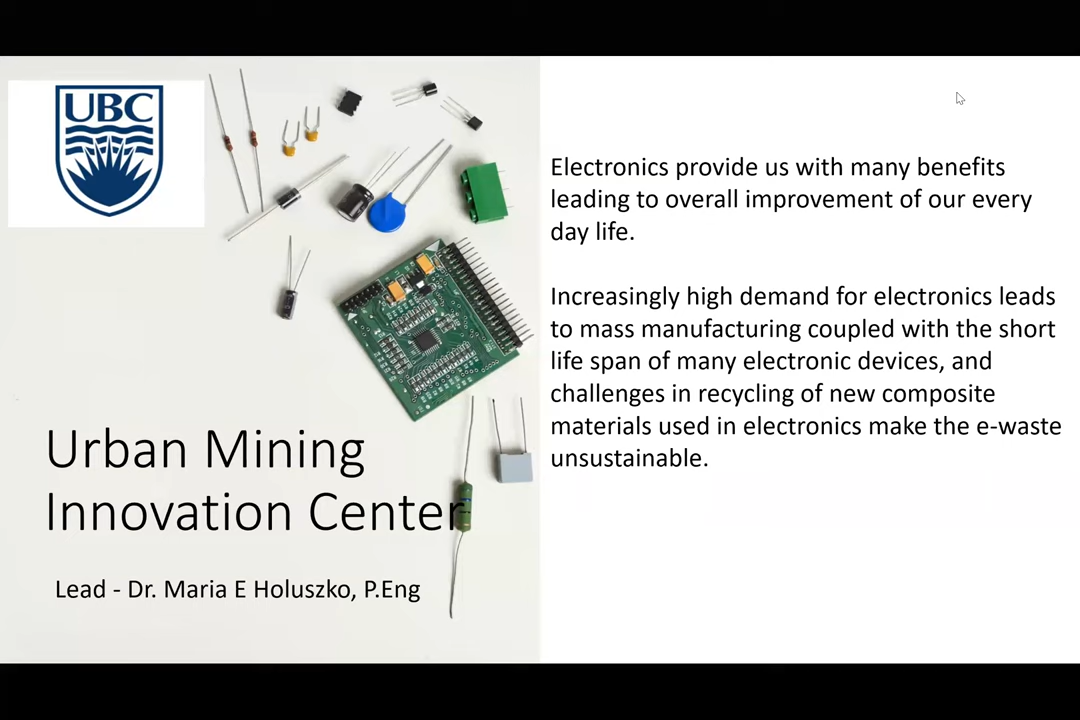 UBC
Urban Mining
Innovation Center
Lead - Dr. Maria E Holuszko, P.Eng
Electronics provide us with many benefits
leading to overall improvement of our every
day life.
Increasingly high demand for electronics leads
to mass manufacturing coupled with the short
life span of many electronic devices, and
challenges in recycling of new composite
materials used in electronics make the e-waste
unsustainable.